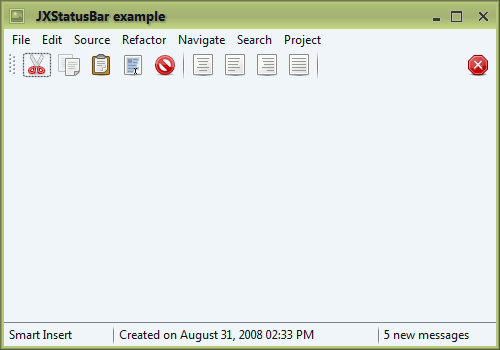 JXStatusBar example
File Edit Source Refactor Navigate Search Project
Smart Insert Created on August 31, 2008 02:33 PM 5 new messages